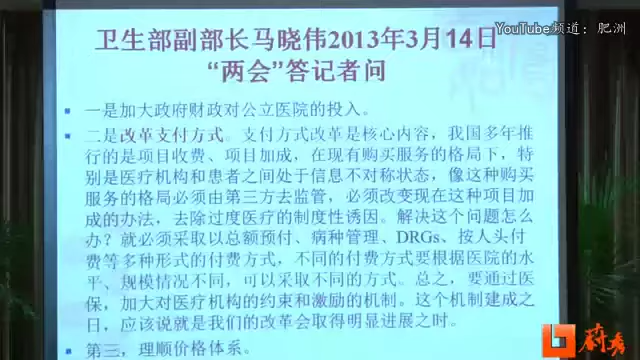 YouTube频道：肥洲
卫生部副部长马晓伟2013年3月14日
“两会”答记者问
一是加大政府财政对公立医院的投入。
二是改革支付方式。支付方式改革是核心内容，我国多年推
行的是项目收费、项目加成，在现有购买服务的格局下，特
别是医疗机构和患者之间处于信息不对称状态，像这种购买
服务的格局必须由第三方去监管，必须改变现在这种项目加
成的办法，去除过度医疗的制度性诱因。解决这个问题怎么
办？就必须采取以总额预付、病种管理、DRGs、按人头付
费等多种形式的付费方式，不同的付费方式要根据医院的水
平、规模情况不同，可以采取不同的方式。总之，要通过医
保，加大对医疗机构的约束和激励的机制。这个机制建成之
日，应该说就是我们的改革会取得明显进展之时。
第三，理顺价格体系。